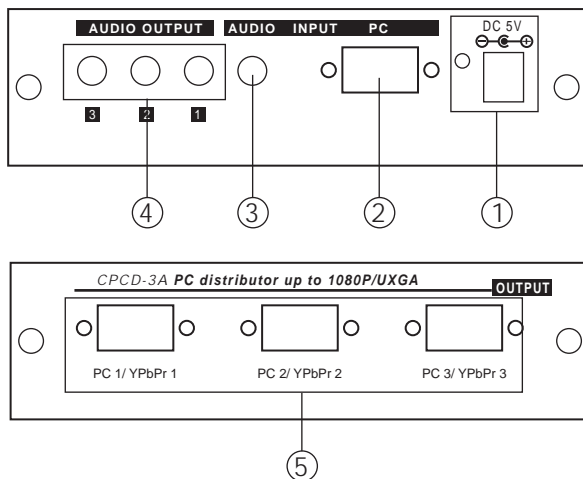 AUDIO OUTPUT AUDIO INPUT PC DC 5V
3 2 1
4 3 2 1
CPCD-3A PC distributor up to 1080P/UXGA
OUTPUT
PC 1/ YPbPr 1 PC 2/ YPbPr 2 PC 3/ YPbPr 3
5